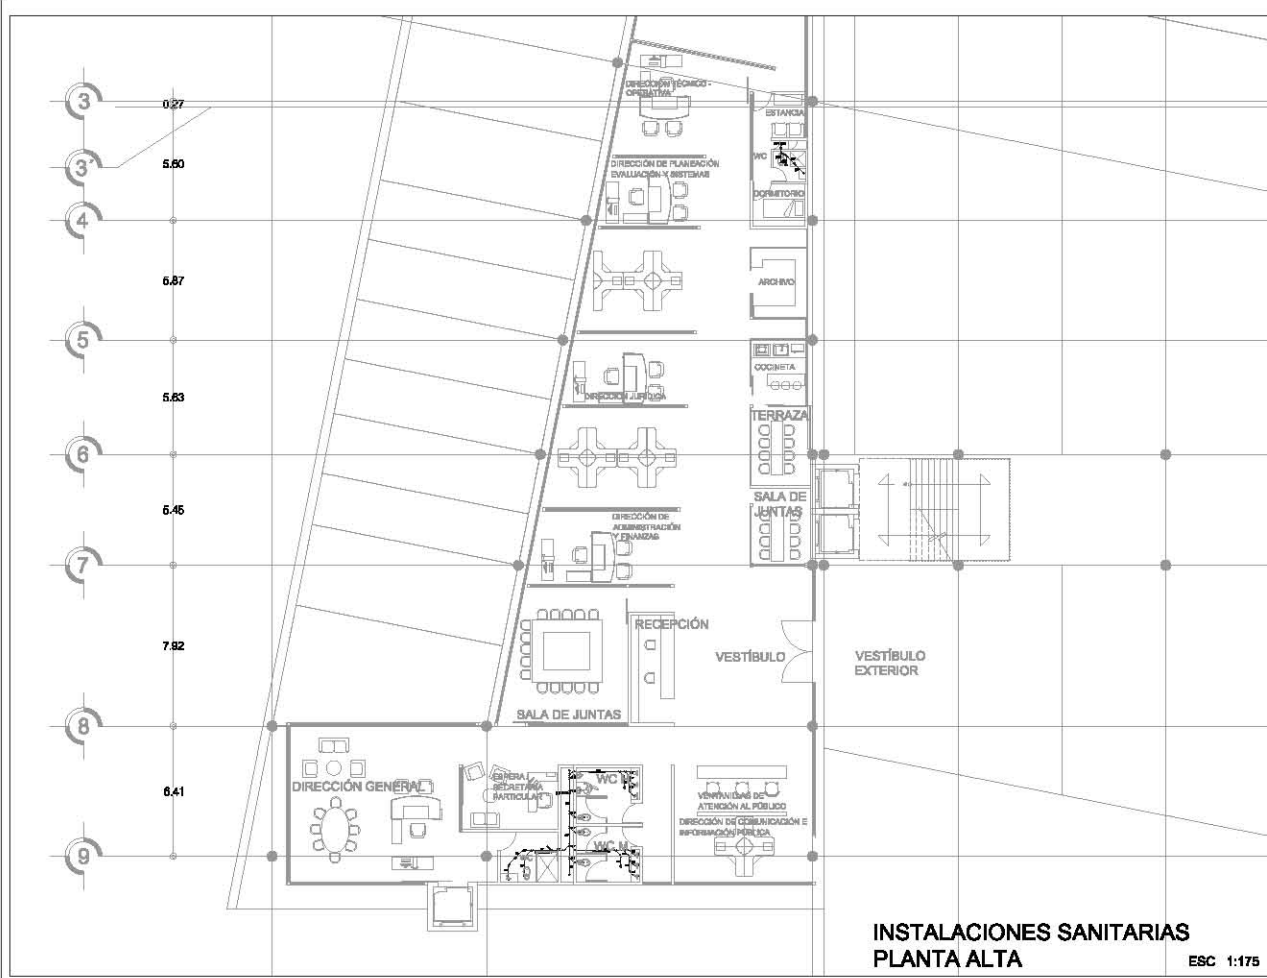 3
0.27
3´
5.60
4
5.87
5
5.63
6
5.45
7
7.92
8
6.41
9
DIRECCIÓN TÉCNICO -
OPERATIVA
ESTANCIA
WC
DIRECCIÓN DE PLANEACIÓN
EVALUACIÓN Y SISTEMAS
DORMITORIO
ARCHIVO
COCINETA
DIRECCIÓN JURÍDICA
TERRAZA
SALA DE
JUNTAS
DIRECCIÓN DE
ADMINISTRACIÓN
Y FINANZAS
RECEPCIÓN
VESTÍBULO
VESTÍBULO
EXTERIOR
SALA DE JUNTAS
DIRECCIÓN GENERAL
ESPERA /
SECRETARIA
PARTICULAR
WC H
VENTANILLAS DE
ATENCIÓN AL PÚBLICO
DIRECCIÓN DE COMUNICACIÓN E
INFORMACIÓN PÚBLICA
WC M
WC
INSTALACIONES SANITARIAS
PLANTA ALTA
ESC 1:175